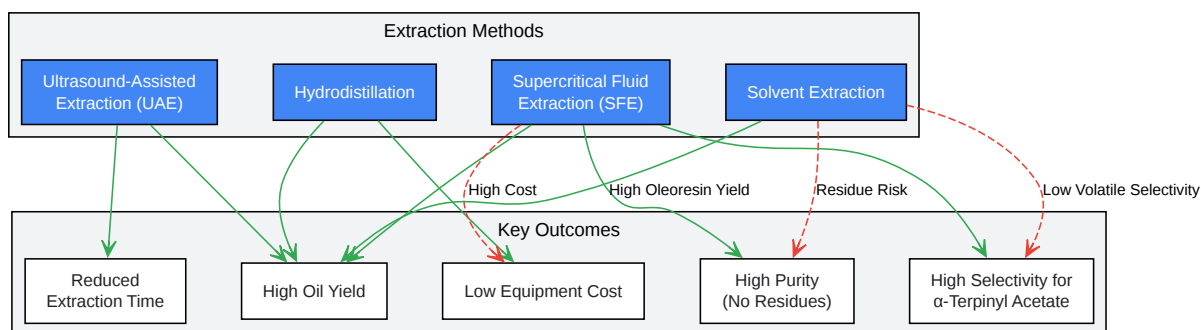 Extraction Methods
Ultrasound-Assisted
Extraction (UAE)
Hydrodistillation
Supercritical Fluid
Extraction (SFE)
Solvent Extraction
High Cost
High Oleoresin Yield
Residue Risk
Low Volatile Selectivity
Key Outcomes
Reduced
Extraction Time
High Oil Yield
Low Equipment Cost
High Purity
(No Residues)
High Selectivity for
α-Terpinyl Acetate